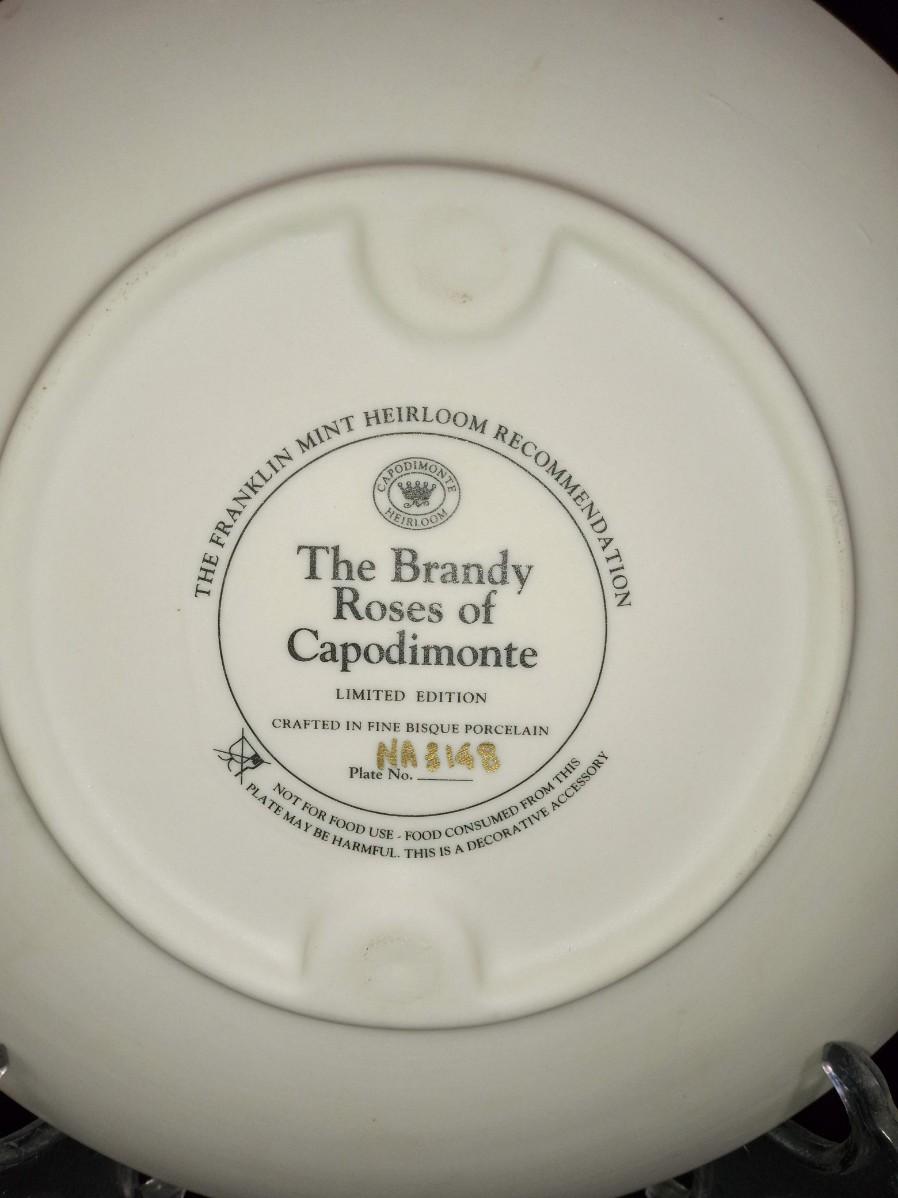 THE FRANKLIN MINT HEIRLOOM RECOMMENDATION
CAPODIMONTE
HEIRLOOM
The Brandy
Roses of
Capodimonte
LIMITED EDITION
CRAFTED IN FINE BISQUE PORCELAIN
NA3148
Plate No.
NOT FOR FOOD USE - FOOD CONSUMED FROM THIS
PLATE MAY BE HARMFUL. THIS IS A DECORATIVE ACCESSORY